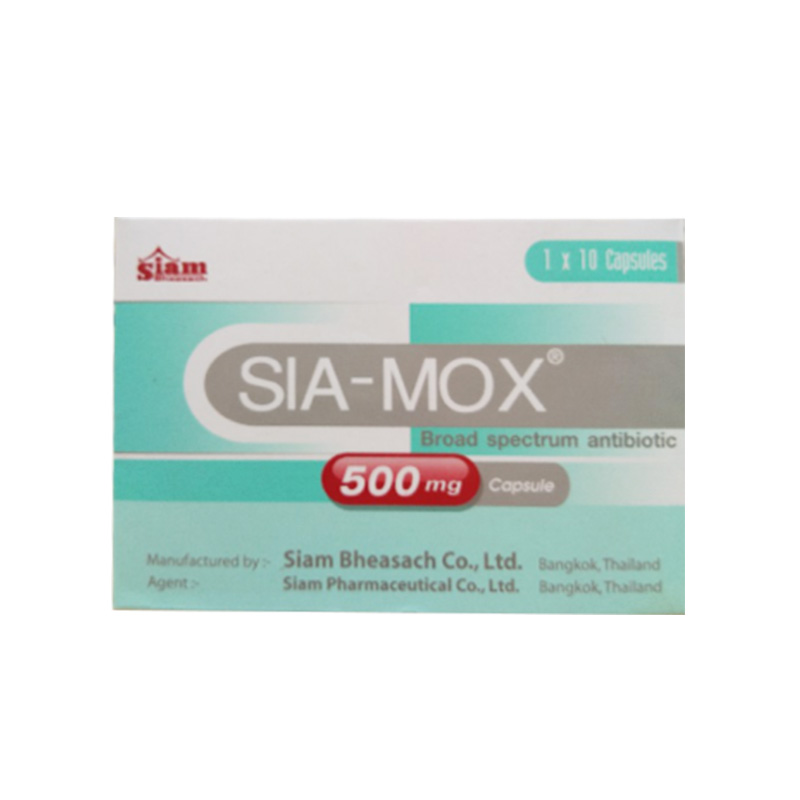 siam
Bheasach
1 x 10 Capsules
SIA-MOX®
Broad spectrum antibiotic
500 mg Capsule
Manufactured by :- Siam Bheasach Co., Ltd. Bangkok, Thailand
Agent :- Siam Pharmaceutical Co., Ltd. Bangkok, Thailand